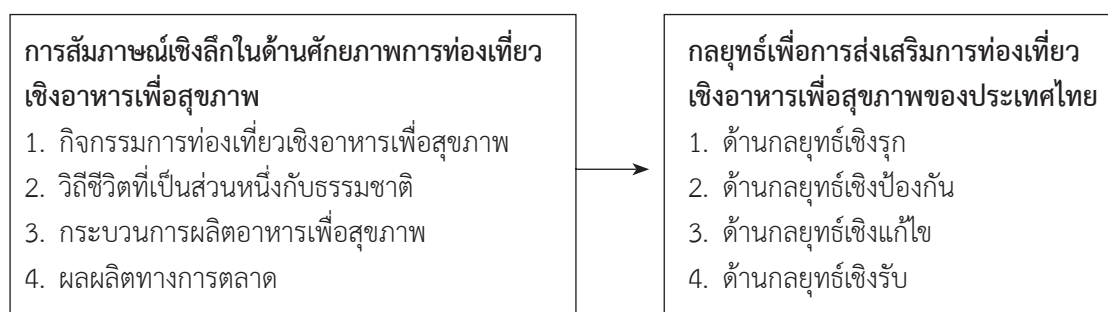 การสัมภาษณ์เชิงลึกในด้านศักยภาพการท่องเที่ยว
เชิงอาหารเพื่อสุขภาพ
1. กิจกรรมการท่องเที่ยวเชิงอาหารเพื่อสุขภาพ
2. วิถีชีวิตที่เป็นส่วนหนึ่งกับธรรมชาติ
3. กระบวนการผลิตอาหารเพื่อสุขภาพ
4. ผลผลิตทางการตลาด
กลยุทธ์เพื่อการส่งเสริมการท่องเที่ยว
เชิงอาหารเพื่อสุขภาพของประเทศไทย
1. ด้านกลยุทธ์เชิงรุก
2. ด้านกลยุทธ์เชิงป้องกัน
3. ด้านกลยุทธ์เชิงแก้ไข
4. ด้านกลยุทธ์เชิงรับ